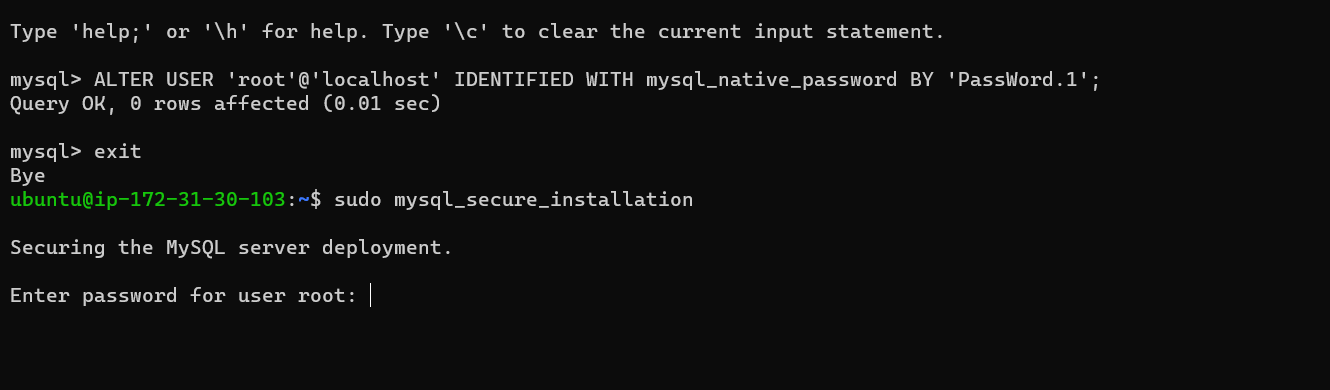 Type 'help;' or '\h' for help. Type '\c' to clear the current input statement.
mysql> ALTER USER 'root'@'localhost' IDENTIFIED WITH mysql_native_password BY 'PassWord.1';
Query OK, 0 rows affected (0.01 sec)
mysql> exit
Bye
ubuntu@ip-172-31-30-103:~$ sudo mysql_secure_installation
Securing the MySQL server deployment.
Enter password for user root: